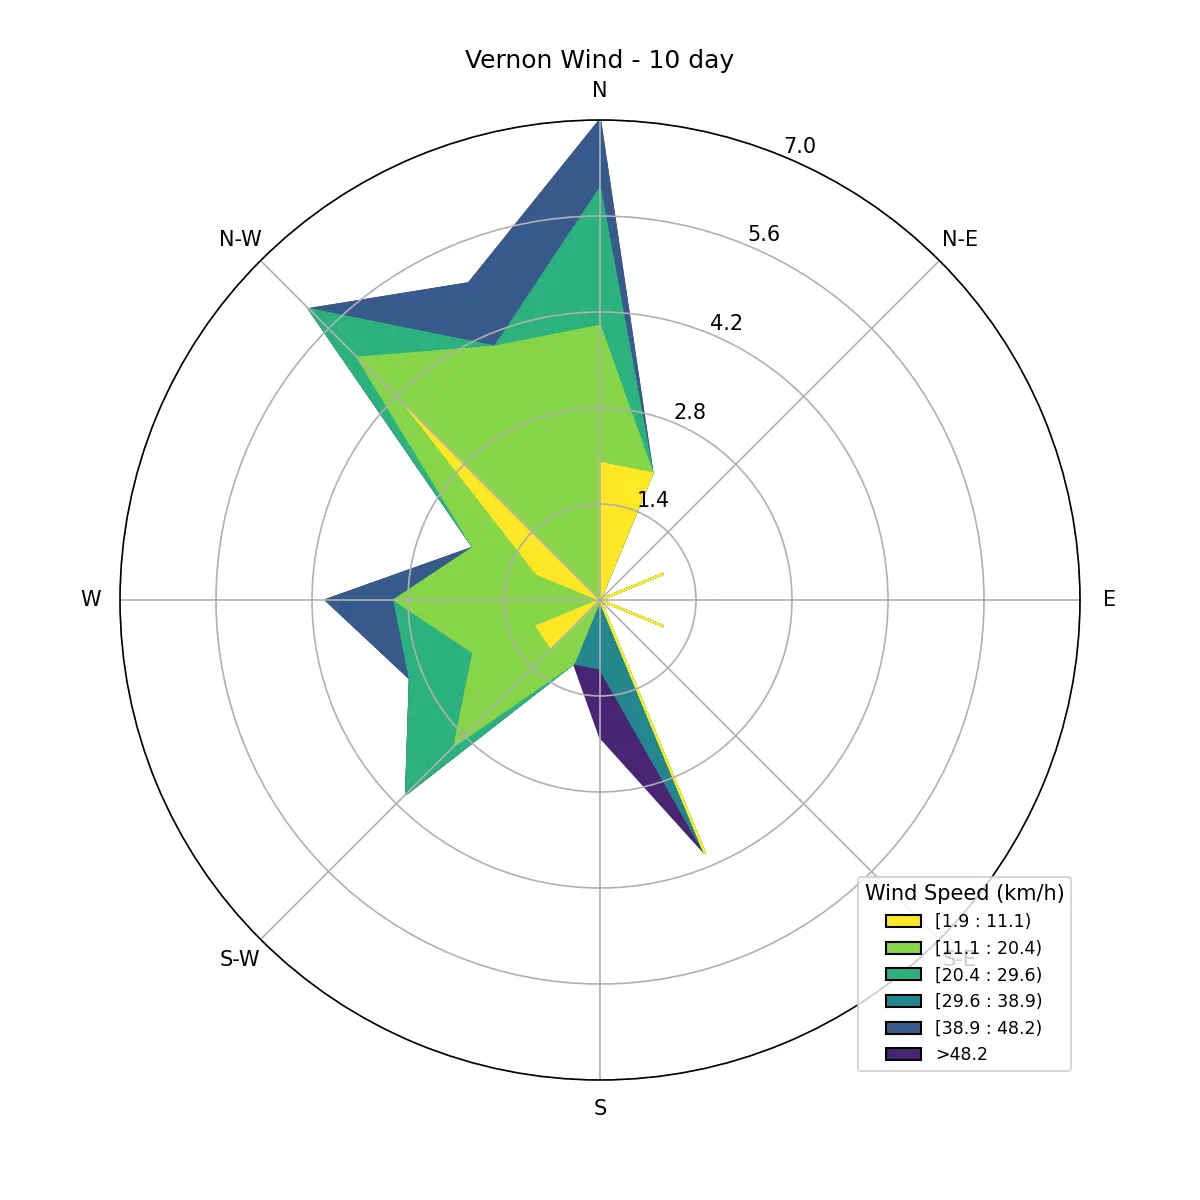 Vernon Wind - 10 day
N
7.0
N-W
N-E
5.6
4.2
2.8
1.4
W
E
Wind Speed (km/h)
[1.9 : 11.1)
[11.1 : 20.4)
S-W
S-E
[20.4 : 29.6)
[29.6 : 38.9)
[38.9 : 48.2)
>48.2
S